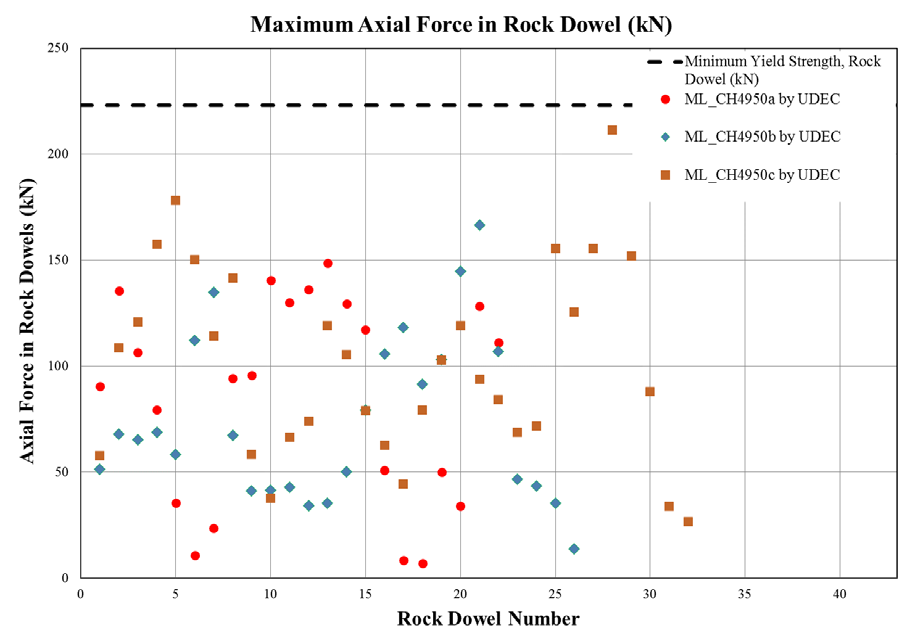 Maximum Axial Force in Rock Dowel (kN)
250
200
150
100
50
0
Axial Force in Rock Dowels (kN)
Minimum Yield Strength, Rock
Dowel (kN)
ML_CH4950a by UDEC
ML_CH4950b by UDEC
ML_CH4950c by UDEC
0 5 10 15 20 25 30 35 40
Rock Dowel Number